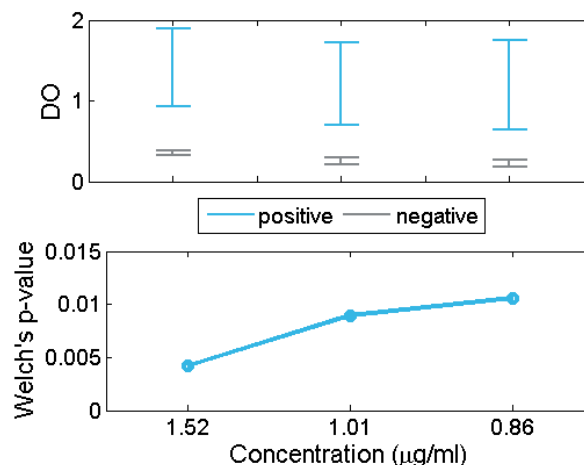 2
1
0
DO
positive negative
0.015
0.01
0.005
0
Welch's p-value
1.52 1.01 0.86
Concentration (μg/ml)